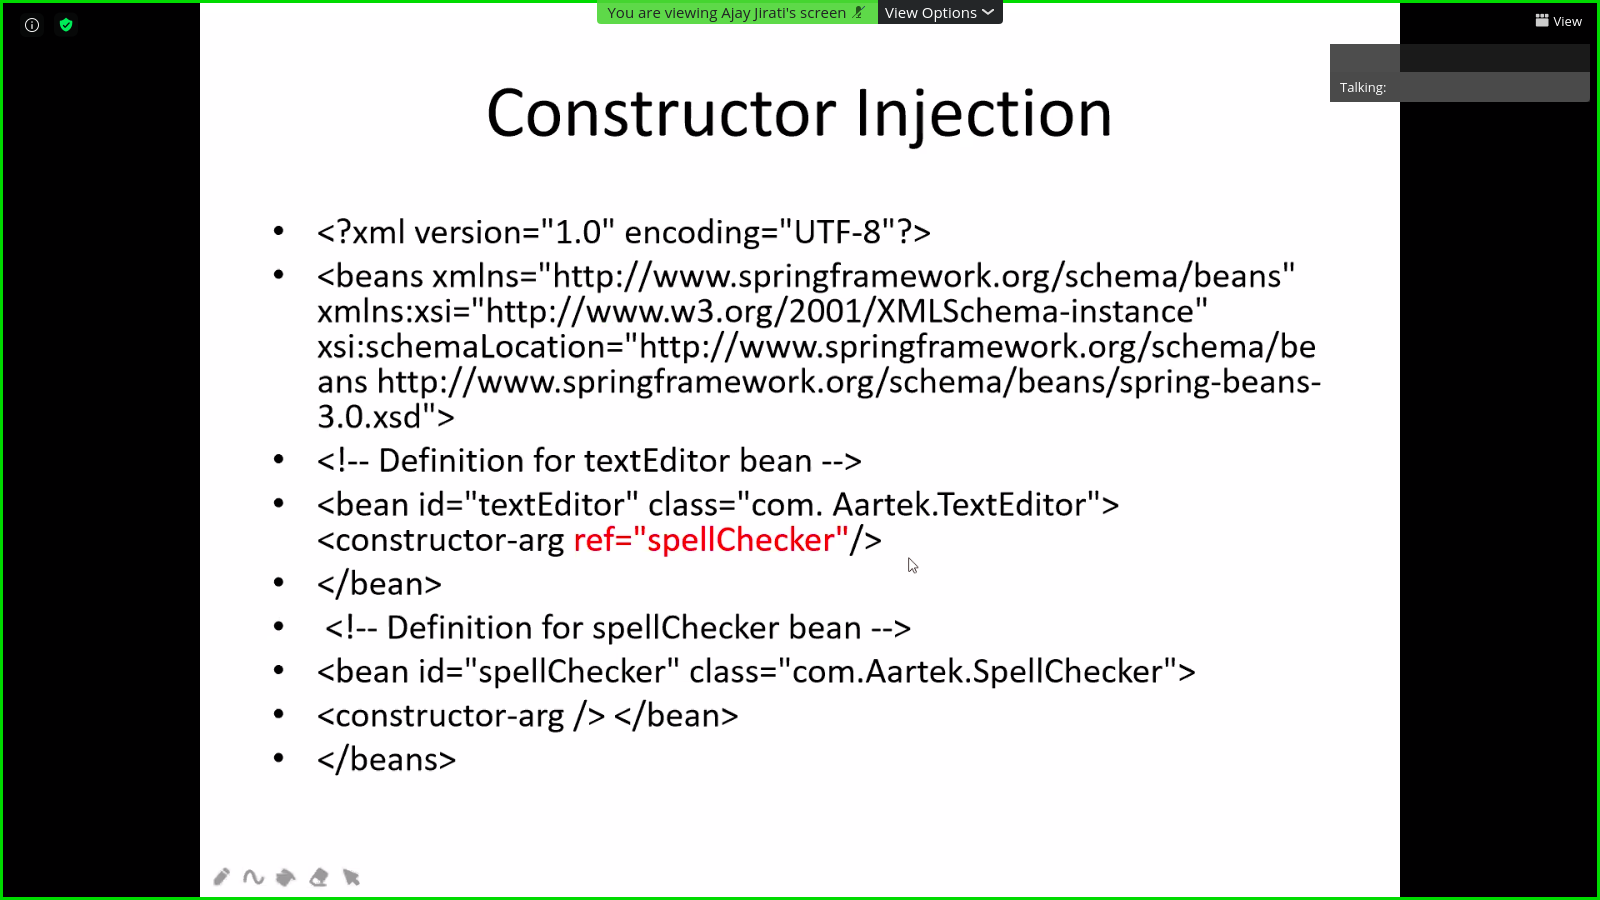 You are viewing Ajay Jirati's screen
View Options
View
Talking:
Constructor Injection
• <?xml version="1.0" encoding="UTF-8"?>
• <beans xmlns="http://www.springframework.org/schema/beans"
xmlns:xsi="http://www.w3.org/2001/XMLSchema-instance"
xsi:schemaLocation="http://www.springframework.org/schema/be
ans http://www.springframework.org/schema/beans/spring-beans-
3.0.xsd">
• <!-- Definition for textEditor bean -->
• <bean id="textEditor" class="com. Aartek.TextEditor">
<constructor-arg ref="spellChecker"/>
• </bean>
• <!-- Definition for spellChecker bean -->
• <bean id="spellChecker" class="com.Aartek.SpellChecker">
• <constructor-arg /> </bean>
• </beans>